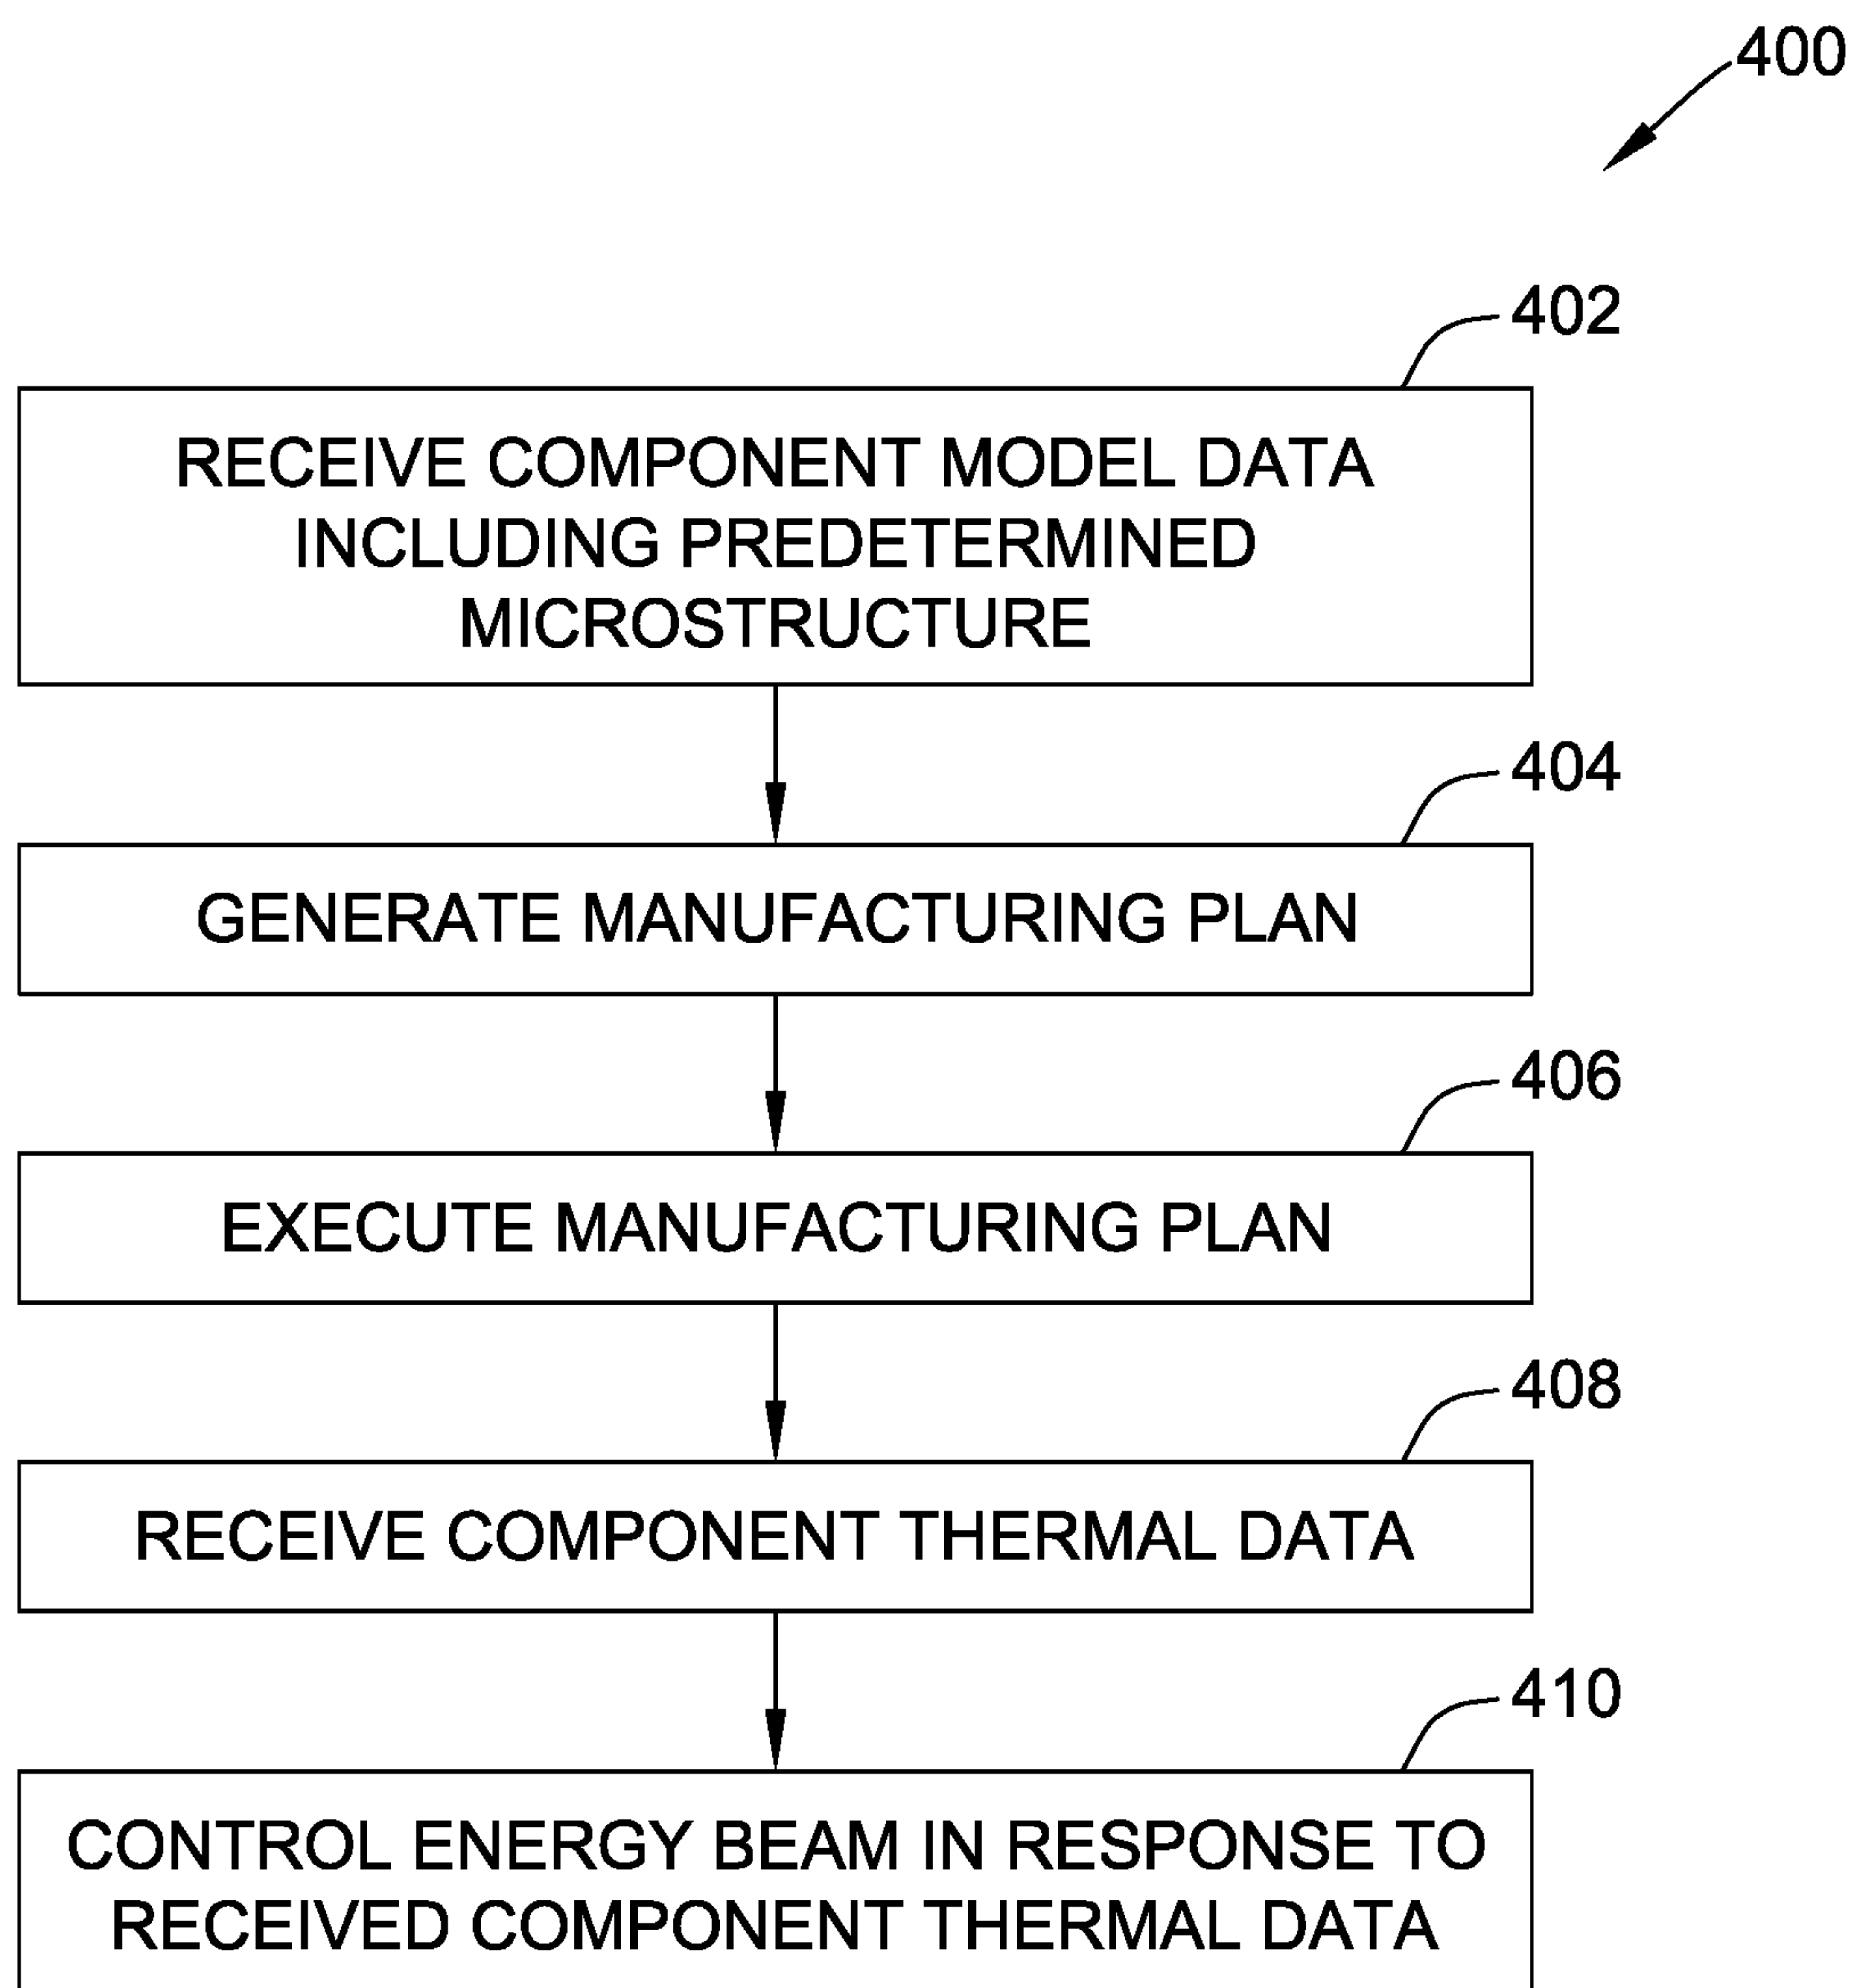 400
402
RECEIVE COMPONENT MODEL DATA
INCLUDING PREDETERMINED
MICROSTRUCTURE
404
GENERATE MANUFACTURING PLAN
406
EXECUTE MANUFACTURING PLAN
408
RECEIVE COMPONENT THERMAL DATA
410
CONTROL ENERGY BEAM IN RESPONSE TO
RECEIVED COMPONENT THERMAL DATA